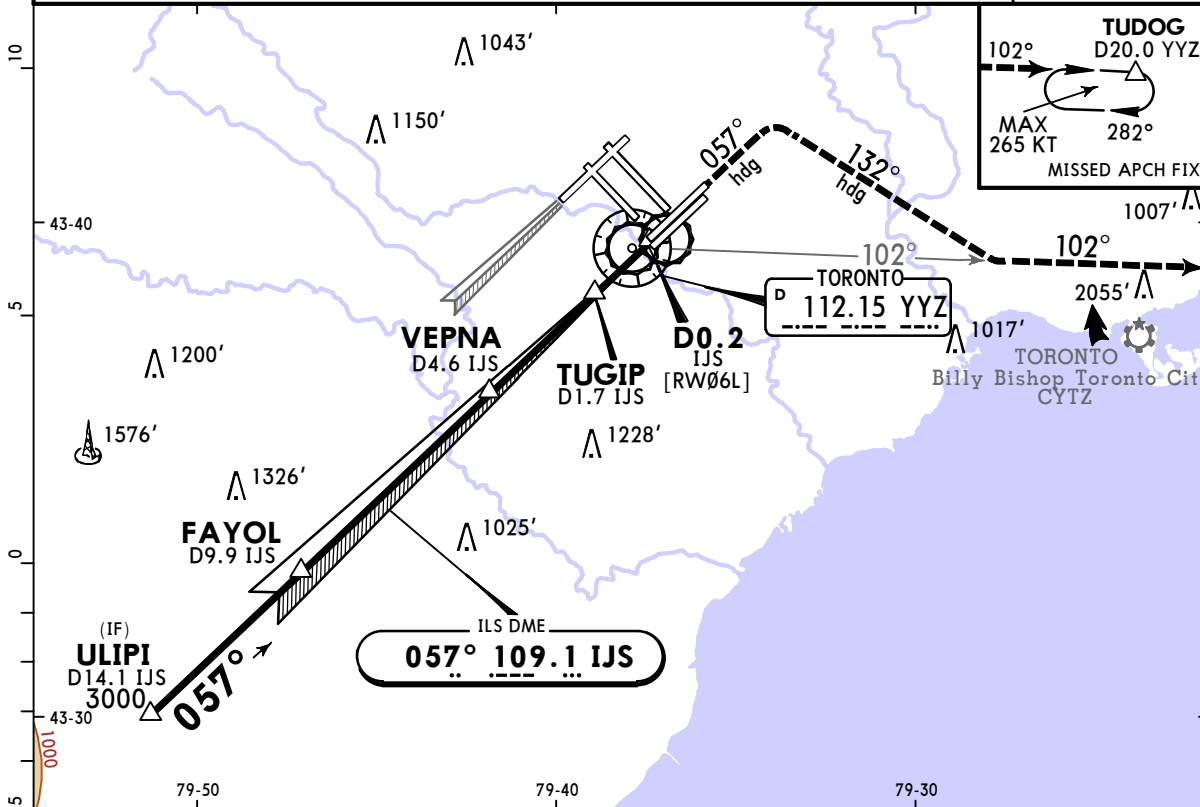 10
43-40
5
0
43-30
5
1000
79-50
79-40
79-30
1043'
1150'
1200'
1576'
1326'
1025'
1228'
1017'
2055'
1007'
TUDOG
D20.0 YYZ
102°
MAX
265 KT
282°
MISSED APCH FIX
057°
hdg
132°
hdg
102°
102°
TORONTO
D
112.15 YYZ
VEPNA
D4.6 IJS
TUGIP
D1.7 IJS
D0.2
IJS
[RWØ6L]
TORONTO
Billy Bishop Toronto Cit
CYTZ
FAYOL
D9.9 IJS
(IF)
ULIPI
D14.1 IJS
3000
057°
ILS DME
057° 109.1 IJS